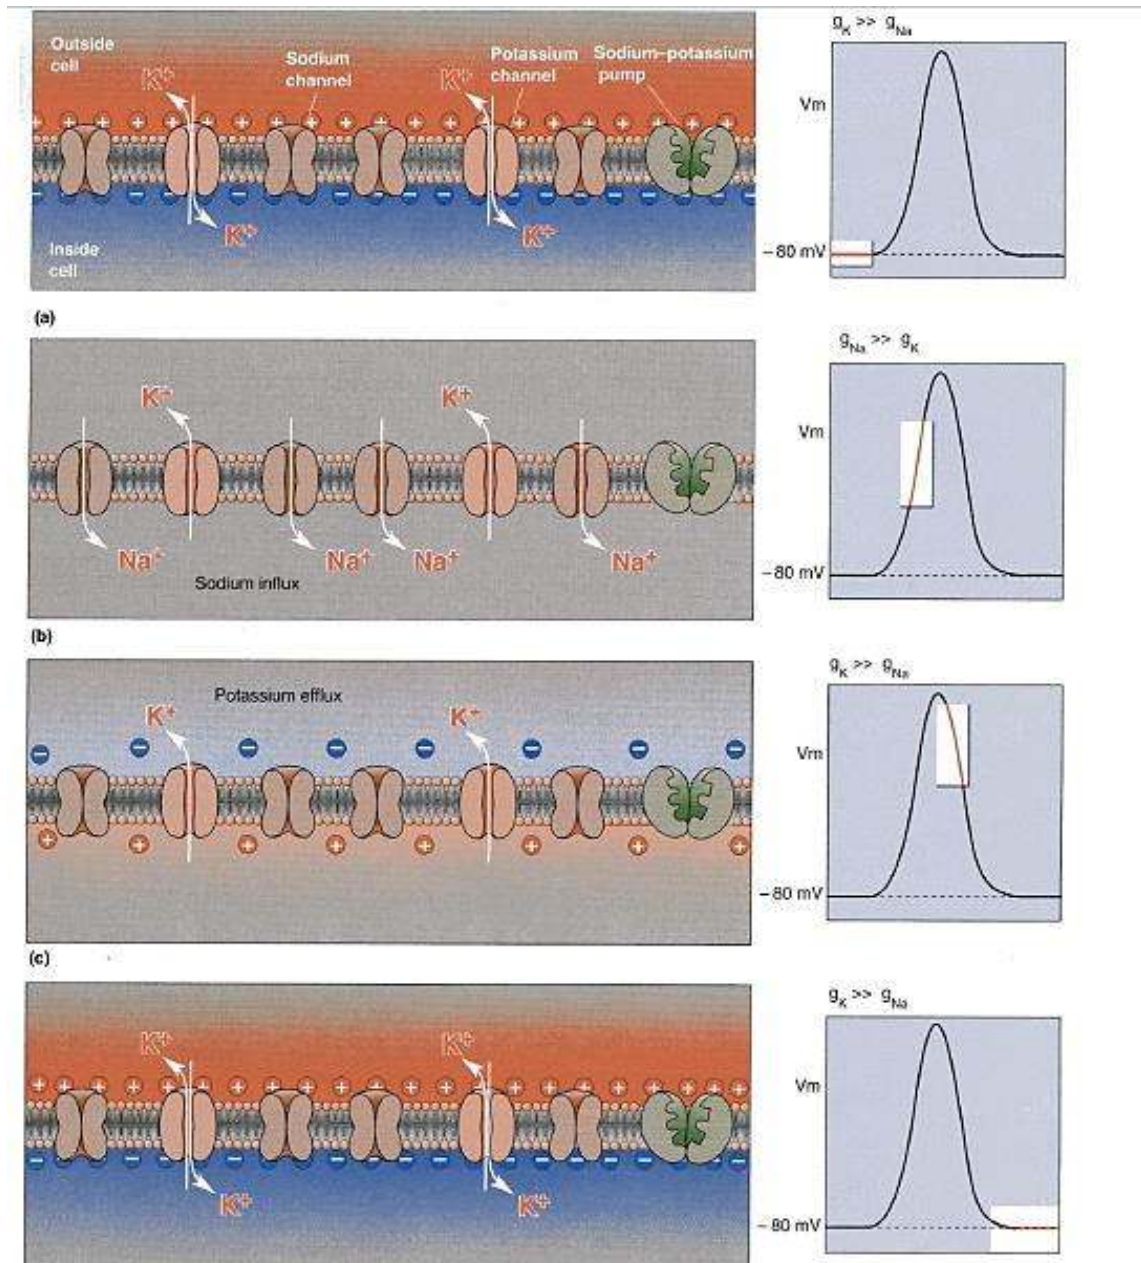 Outside
cell
K⁺
Sodium
channel
K⁺
Potassium
channel
Sodium–potassium
pump
K⁺
K⁺
Inside
cell
gK >> gNa
Vm
–80 mV
(a)
K⁺
K⁺
Na⁺
Na⁺
Na⁺
Na⁺
Sodium influx
gNa >> gK
Vm
–80 mV
(b)
Potassium efflux
K⁺
K⁺
gK >> gNa
Vm
–80 mV
(c)
K⁺
K⁺
K⁺
K⁺
gK >> gNa
Vm
–80 mV